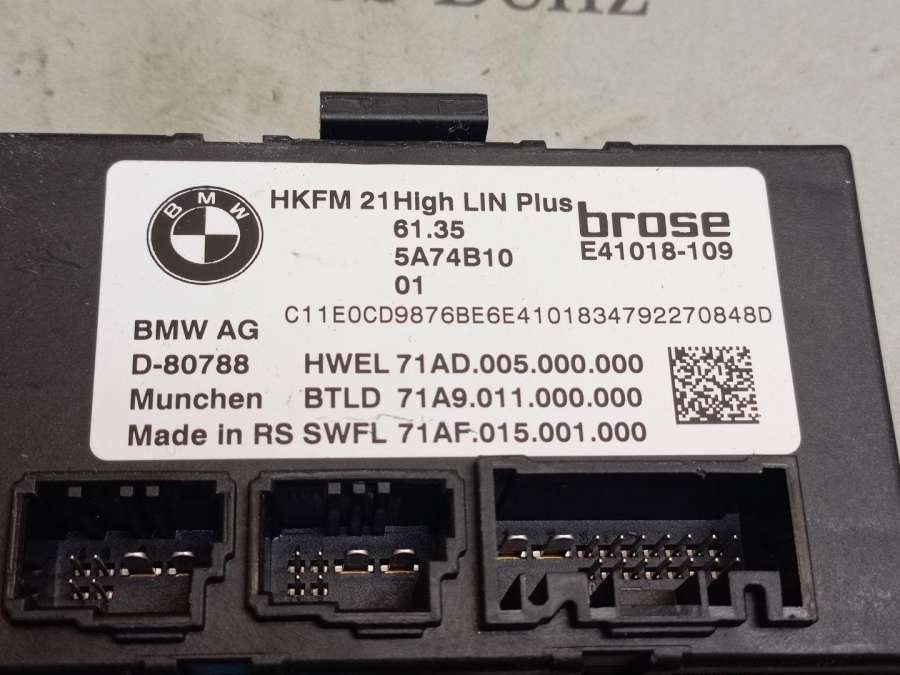 BMW
HKFM 21High LIN Plus
brose
61.35
E41018-109
5A74B10
01
C11E0CD9876BE6E4101834792270848D
BMW AG
D-80788 HWEL 71AD.005.000.000
Munchen BTLD 71A9.011.000.000
Made in RS SWFL 71AF.015.001.000